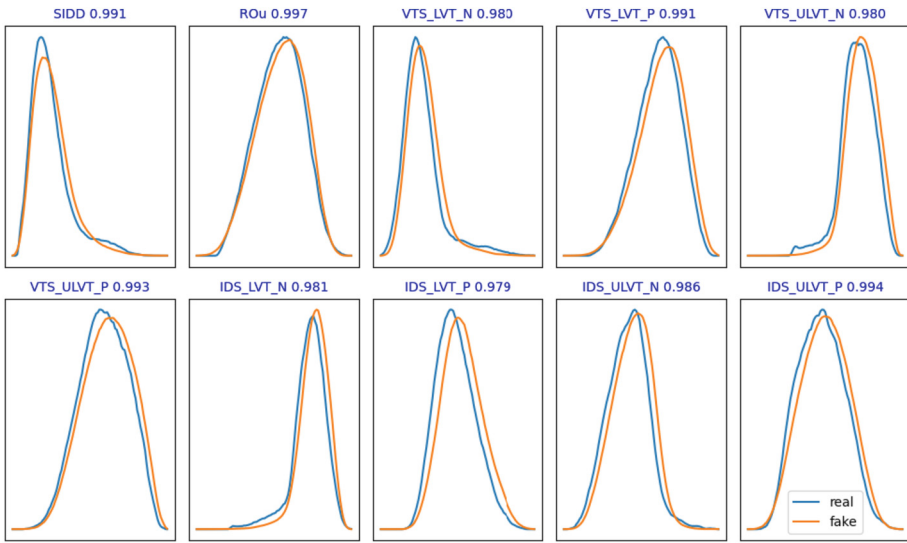 SIDD 0.991
ROu 0.997
VTS_LVT_N 0.980
VTS_LVT_P 0.991
VTS_ULVT_N 0.980
VTS_ULVT_P 0.993
IDS_LVT_N 0.981
IDS_LVT_P 0.979
IDS_ULVT_N 0.986
IDS_ULVT_P 0.994
real
fake